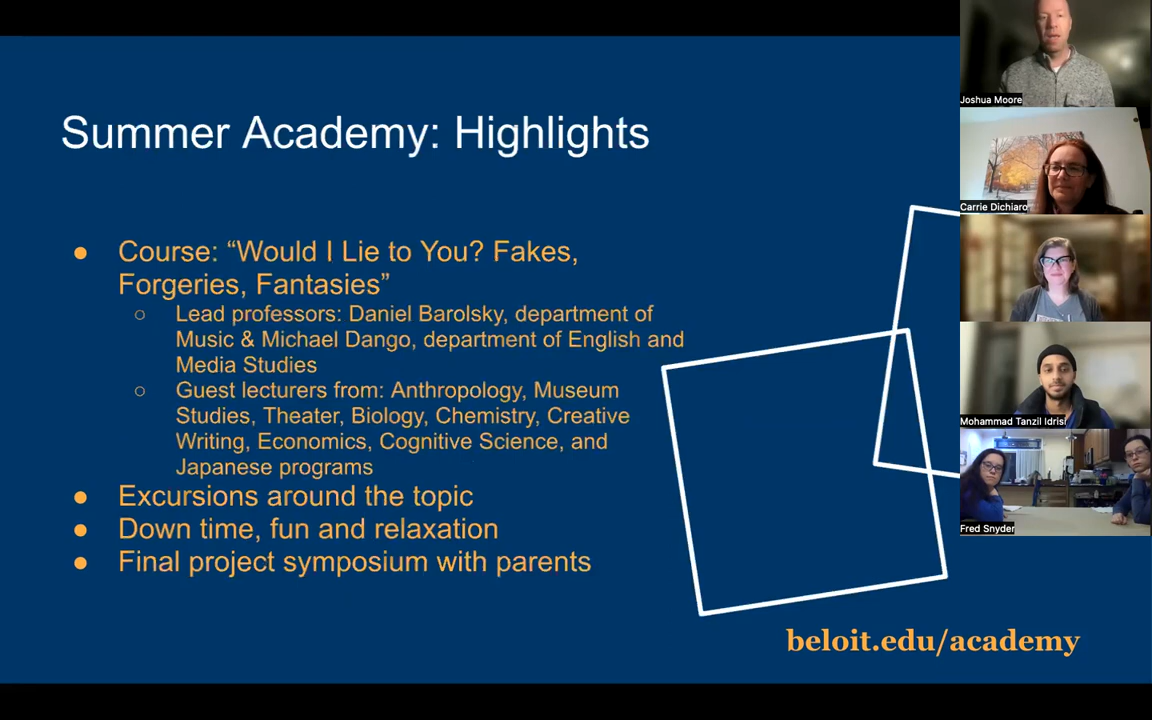 Summer Academy: Highlights
● Course: “Would I Lie to You? Fakes,
Forgeries, Fantasies”
○ Lead professors: Daniel Barolsky, department of
Music & Michael Dango, department of English and
Media Studies
○ Guest lecturers from: Anthropology, Museum
Studies, Theater, Biology, Chemistry, Creative
Writing, Economics, Cognitive Science, and
Japanese programs
● Excursions around the topic
● Down time, fun and relaxation
● Final project symposium with parents
beloit.edu/academy
Joshua Moore
Carrie Dichiaro
Mohammad Tanzil Idrisi
Fred Snyder